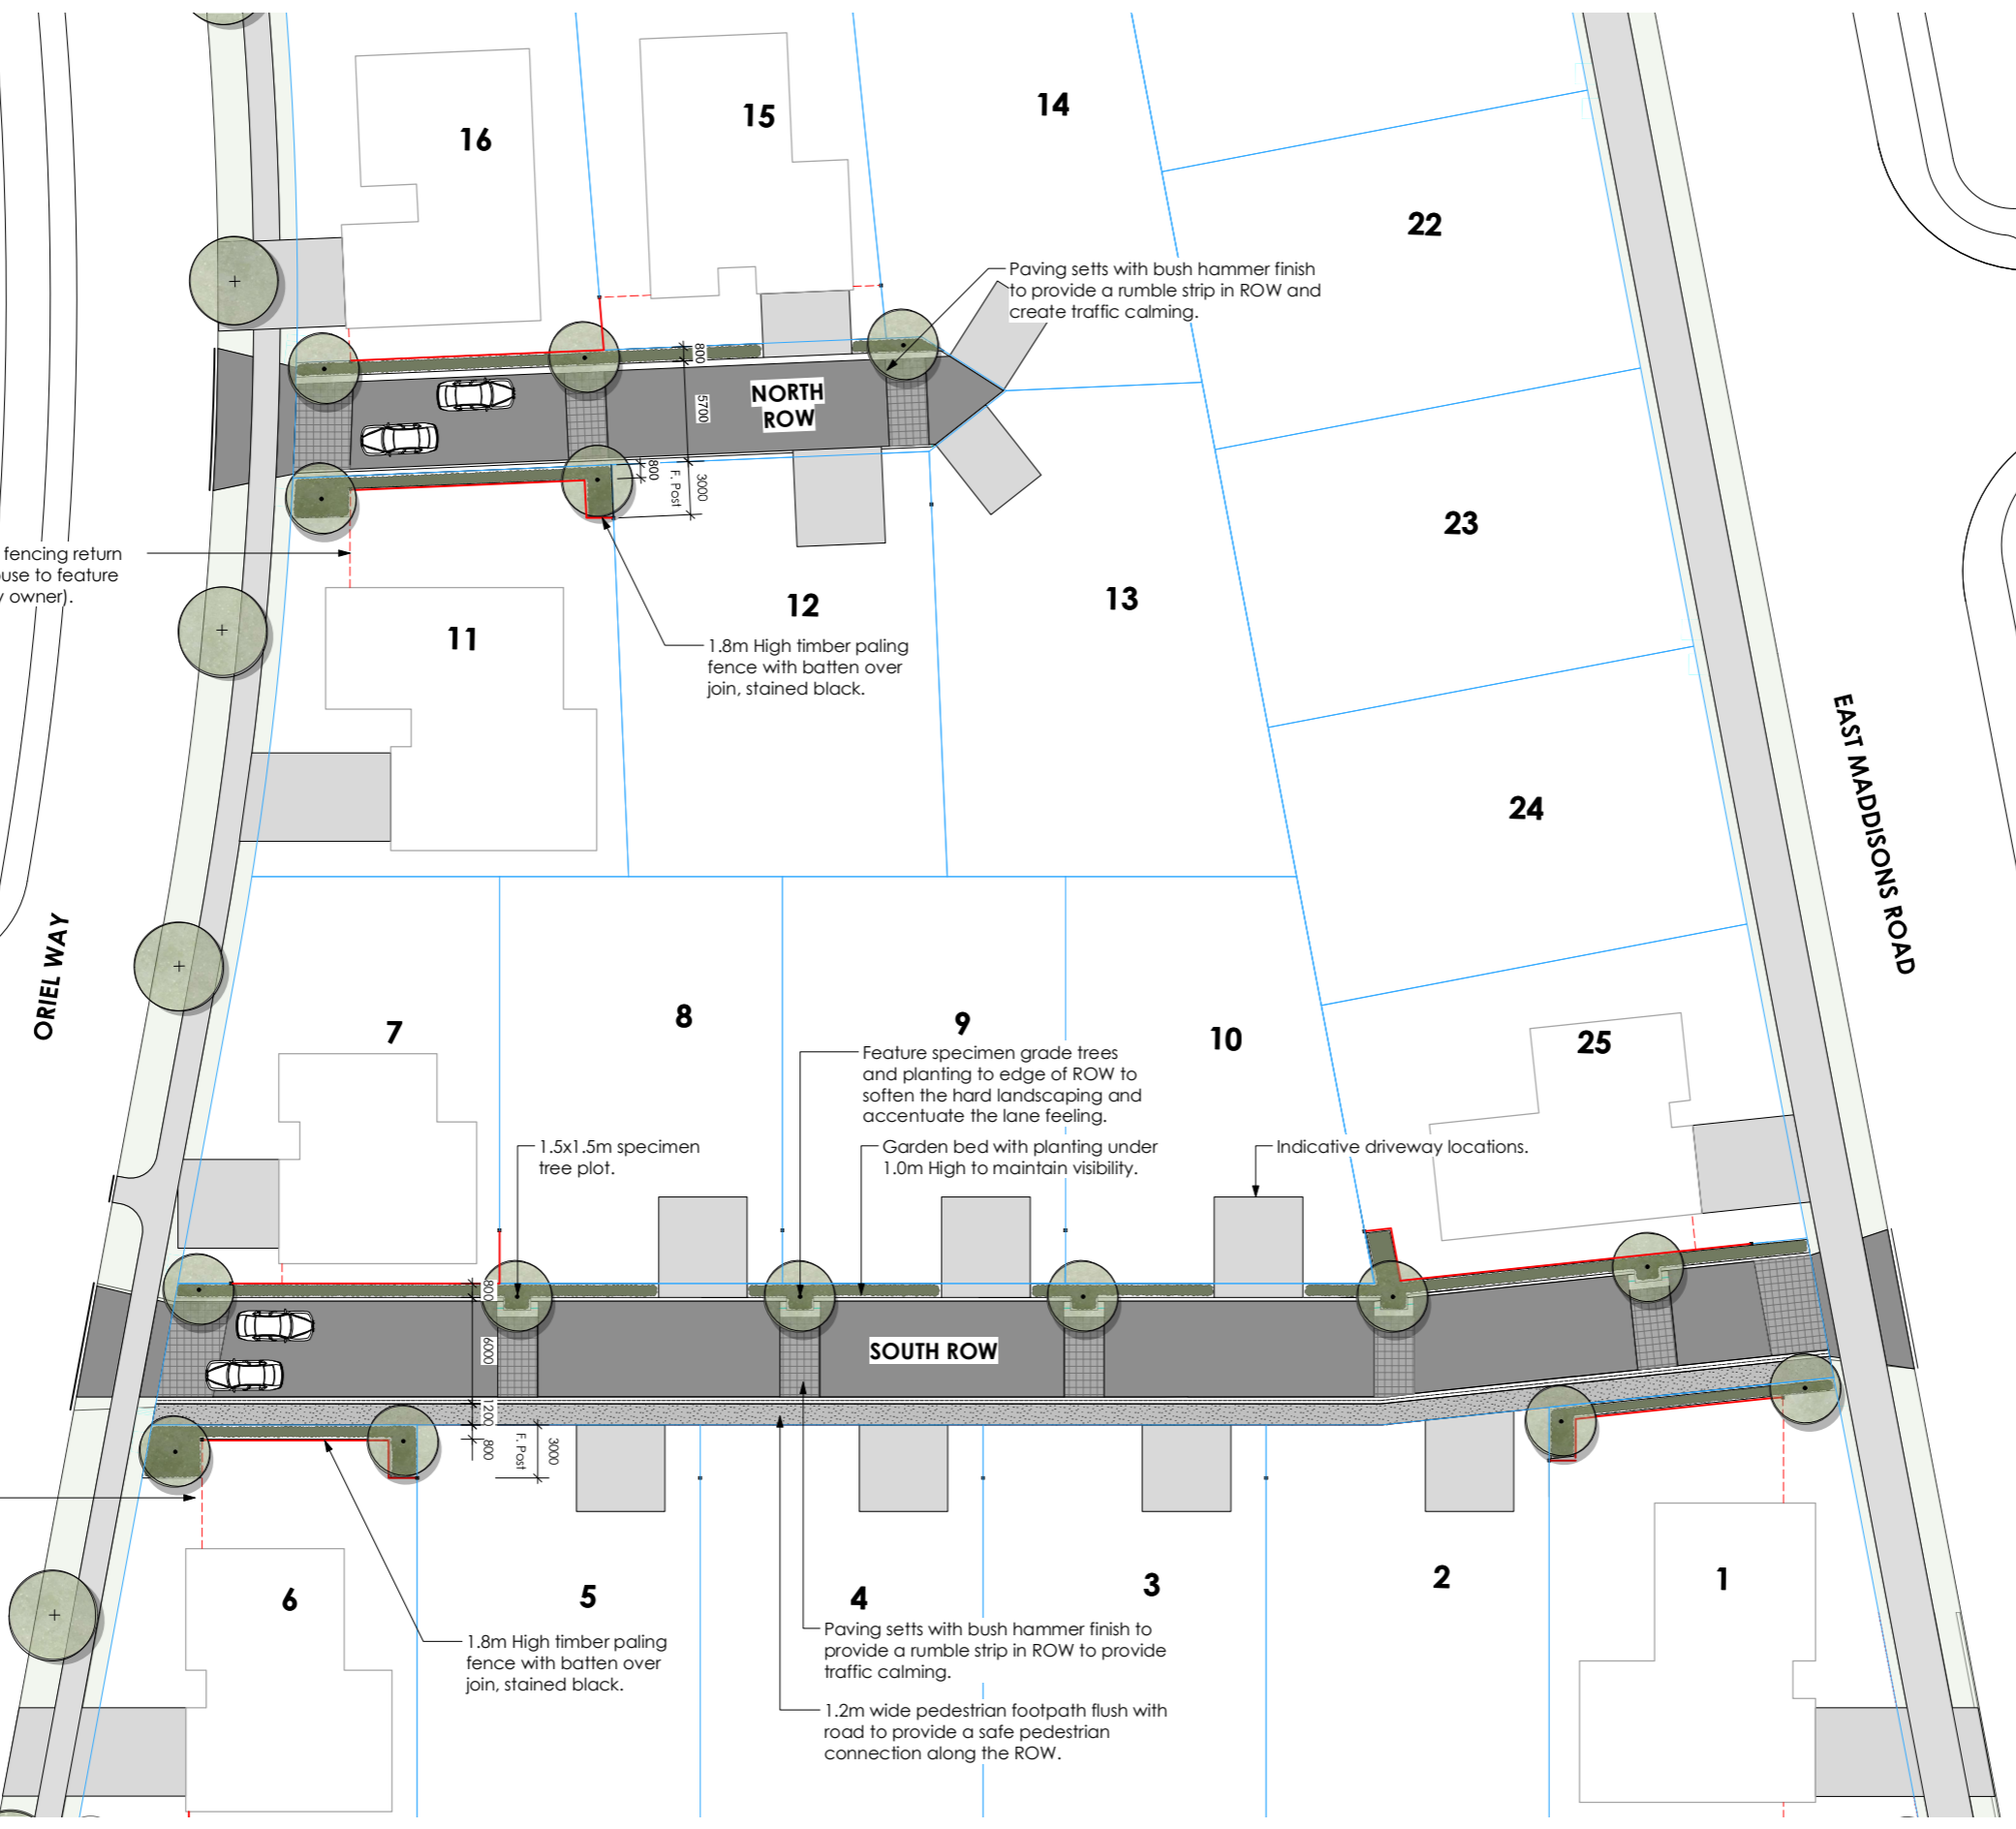 16
15
14
22
Paving setts with bush hammer finish
to provide a rumble strip in ROW and
create traffic calming.
800
NORTH
ROW
5700
800
F. Post
3000
23
fencing return
use to feature
owner).
11
12
13
1.8m High timber paling
fence with batten over
join, stained black.
24
EAST MADDISONS ROAD
ORIEL WAY
7
8
9
10
25
Feature specimen grade trees
and planting to edge of ROW to
soften the hard landscaping and
accentuate the lane feeling.
1.5x1.5m specimen
tree plot.
Garden bed with planting under
1.0m High to maintain visibility.
Indicative driveway locations.
800
6000
SOUTH ROW
1200
800
F. Post
3000
6
5
4
3
2
1
1.8m High timber paling
fence with batten over
join, stained black.
Paving setts with bush hammer finish to
provide a rumble strip in ROW to provide
traffic calming.
1.2m wide pedestrian footpath flush with
road to provide a safe pedestrian
connection along the ROW.